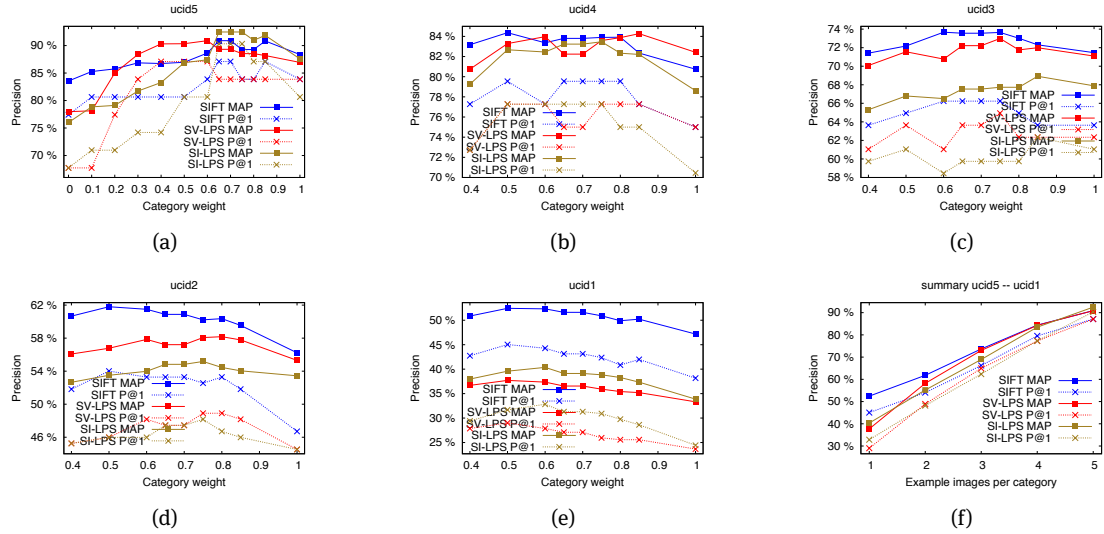 ucid5
Precision
90 %
85 %
80 %
75 %
70 %
SIFT MAP
SIFT P@1
SV-LPS MAP
SV-LPS P@1
SI-LPS MAP
SI-LPS P@1
0 0.1 0.2 0.3 0.4 0.5 0.6 0.7 0.8 1
Category weight
(a)
ucid4
Precision
84 %
82 %
80 %
78 %
76 %
74 %
72 %
70 %
SIFT MAP
SIFT P@1
SV-LPS MAP
SV-LPS P@1
SI-LPS MAP
SI-LPS P@1
0.4 0.5 0.6 0.7 0.8 1
Category weight
(b)
ucid3
Precision
74 %
72 %
70 %
68 %
66 %
64 %
62 %
60 %
58 %
SIFT MAP
SIFT P@1
SV-LPS MAP
SV-LPS P@1
SI-LPS MAP
SI-LPS P@1
0.4 0.5 0.6 0.7 0.8 1
Category weight
(c)
ucid2
Precision
62 %
58 %
54 %
50 %
46 %
SIFT MAP
SIFT P@1
SV-LPS MAP
SV-LPS P@1
SI-LPS MAP
SI-LPS P@1
0.4 0.5 0.6 0.7 0.8 1
Category weight
(d)
ucid1
Precision
50 %
45 %
40 %
35 %
30 %
25 %
SIFT MAP
SIFT P@1
SV-LPS MAP
SV-LPS P@1
SI-LPS MAP
SI-LPS P@1
0.4 0.5 0.6 0.7 0.8 1
Category weight
(e)
summary ucid5 -- ucid1
Precision
90 %
80 %
70 %
60 %
50 %
40 %
30 %
SIFT MAP
SIFT P@1
SV-LPS MAP
SV-LPS P@1
SI-LPS MAP
SI-LPS P@1
1 2 3 4 5
Example images per category
(f)